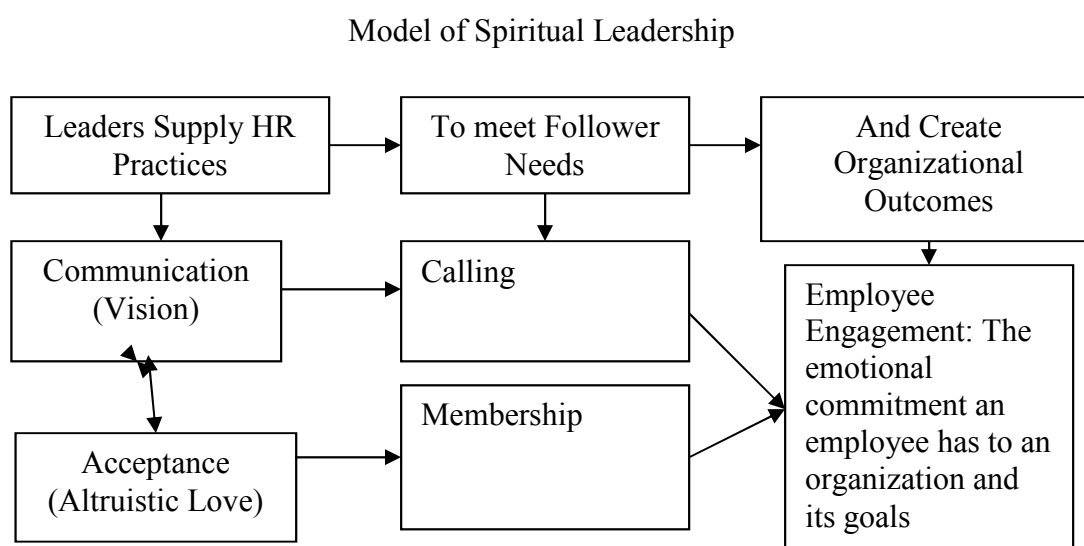 Model of Spiritual Leadership
Leaders Supply HR
Practices
To meet Follower
Needs
And Create
Organizational
Outcomes
Communication
(Vision)
Calling
Employee
Engagement: The
emotional
commitment an
employee has to an
organization and
its goals
Acceptance
(Altruistic Love)
Membership